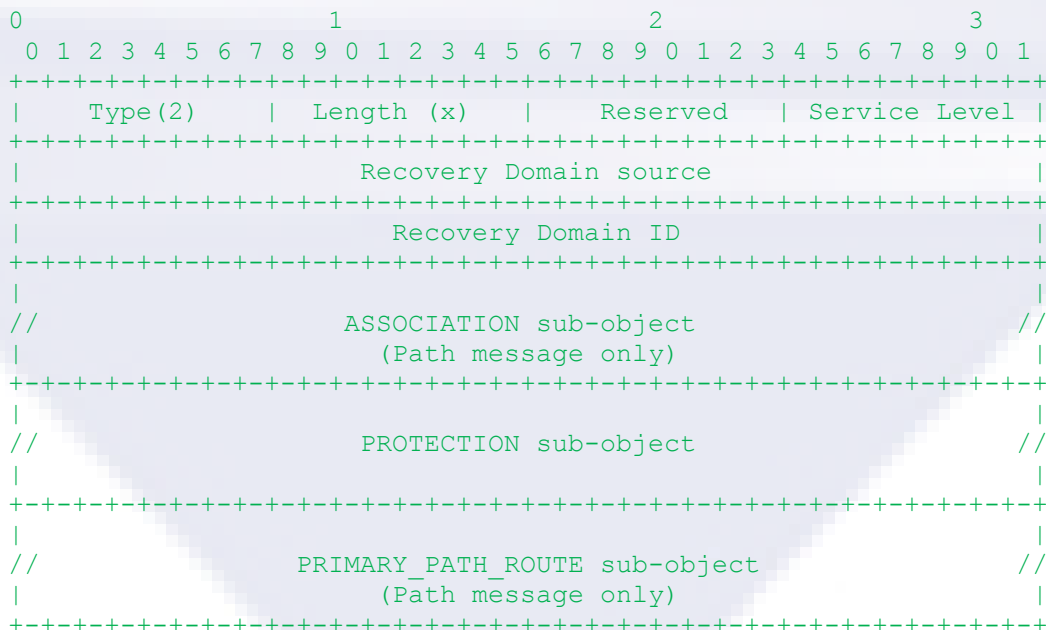 0                   1                   2                   3
 0 1 2 3 4 5 6 7 8 9 0 1 2 3 4 5 6 7 8 9 0 1 2 3 4 5 6 7 8 9 0 1
+-+-+-+-+-+-+-+-+-+-+-+-+-+-+-+-+-+-+-+-+-+-+-+-+-+-+-+-+-+-+-+-+
|    Type(2)    |  Length (x)   |    Reserved   | Service Level |
+-+-+-+-+-+-+-+-+-+-+-+-+-+-+-+-+-+-+-+-+-+-+-+-+-+-+-+-+-+-+-+-+
|                     Recovery Domain source                    |
+-+-+-+-+-+-+-+-+-+-+-+-+-+-+-+-+-+-+-+-+-+-+-+-+-+-+-+-+-+-+-+-+
|                       Recovery Domain ID                      |
+-+-+-+-+-+-+-+-+-+-+-+-+-+-+-+-+-+-+-+-+-+-+-+-+-+-+-+-+-+-+-+-+
|                                                               |
//                   ASSOCIATION sub-object                    //
|                      (Path message only)                      |
+-+-+-+-+-+-+-+-+-+-+-+-+-+-+-+-+-+-+-+-+-+-+-+-+-+-+-+-+-+-+-+-+
|                                                               |
//                    PROTECTION sub-object                    //
|                                                               |
+-+-+-+-+-+-+-+-+-+-+-+-+-+-+-+-+-+-+-+-+-+-+-+-+-+-+-+-+-+-+-+-+
|                                                               |
//                PRIMARY_PATH_ROUTE sub-object                //
|                      (Path message only)                      |
+-+-+-+-+-+-+-+-+-+-+-+-+-+-+-+-+-+-+-+-+-+-+-+-+-+-+-+-+-+-+-+-+